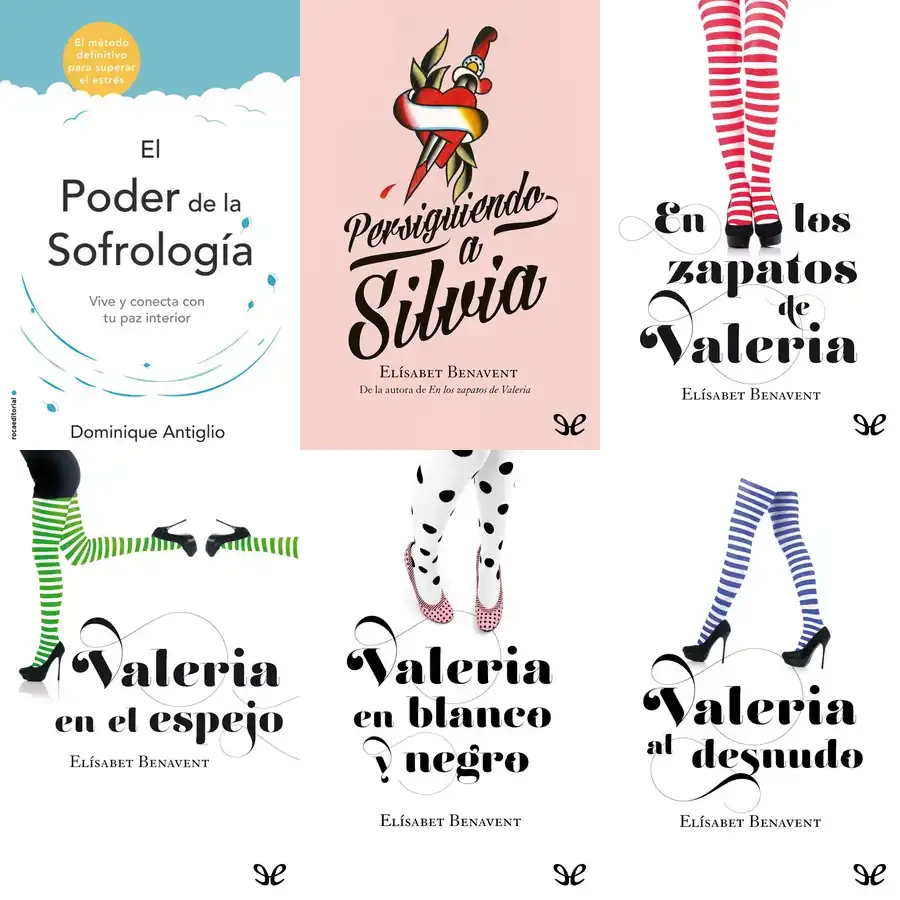 El método
definitivo
para superar
el estrés
El
Poder de la
Sofrología
Vive y conecta con
tu paz interior
rocaeditorial
Dominique Antiglio
Persiguiendo
a
Silvia
ELÍSABET BENAVENT
De la autora de En los zapatos de Valeria
En los
zapatos
de
Valeria
ELÍSABET BENAVENT
Valeria
en el espejo
ELÍSABET BENAVENT
Valeria
en blanco
y negro
ELÍSABET BENAVENT
Valeria
al desnudo
ELÍSABET BENAVENT